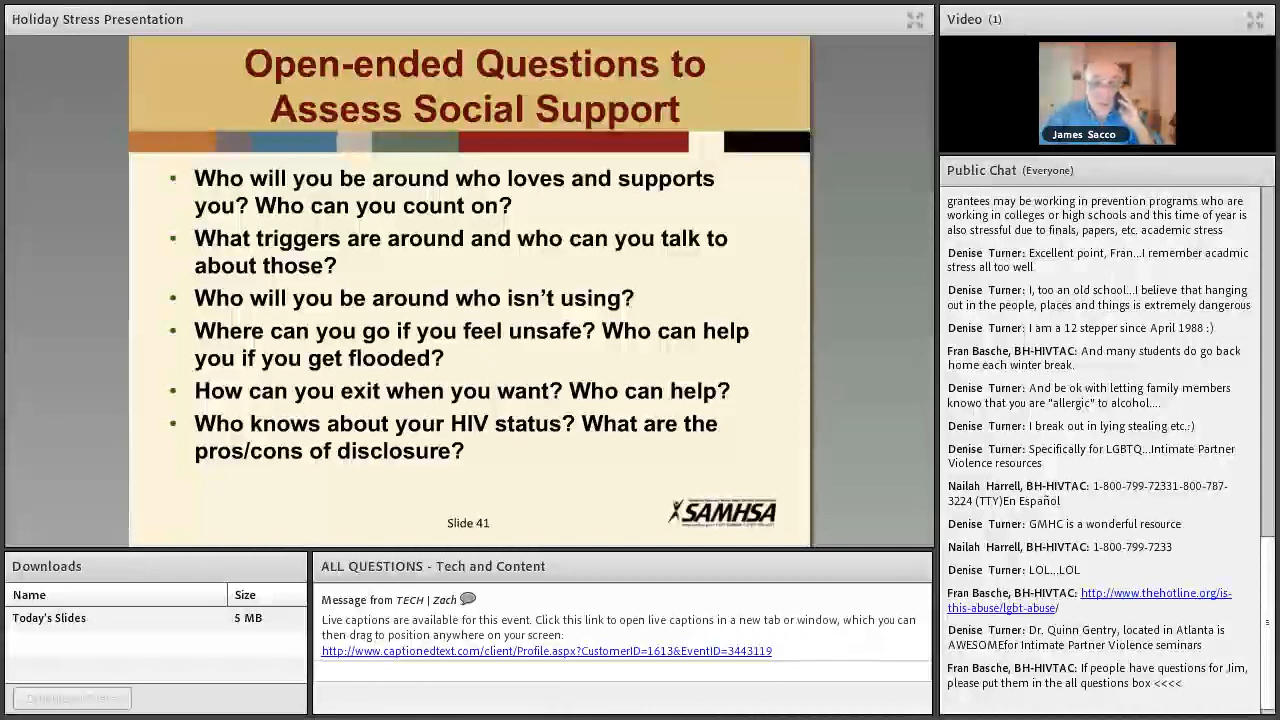 Holiday Stress Presentation
Open-ended Questions to
Assess Social Support
• Who will you be around who loves and supports
you? Who can you count on?
• What triggers are around and who can you talk to
about those?
• Who will you be around who isn’t using?
• Where can you go if you feel unsafe? Who can help
you if you get flooded?
• How can you exit when you want? Who can help?
• Who knows about your HIV status? What are the
pros/cons of disclosure?
Slide 41
SAMHSA
Video (1)
James Sacco
Public Chat (Everyone)
grantees may be working in prevention programs who are
working in colleges or high schools and this time of year is
also stressful due to finals, papers, etc. academic stress
Denise Turner: Excellent point, Fran...I remember acadmic
stress all too well
Denise Turner: I, too an old school...I believe that hanging
out in the people, places and things is extremely dangerous
Denise Turner: I am a 12 stepper since April 1988 :)
Fran Basche, BH-HIVTAC: And many students do go back
home each winter break.
Denise Turner: And be ok with letting family members
knowo that you are "allergic" to alcohol....
Denise Turner: I break out in lying stealing etc.:)
Denise Turner: Specifically for LGBTQ...Intimate Partner
Violence resources
Nailah Harrell, BH-HIVTAC: 1-800-799-72331-800-787-
3224 (TTY)En Español
Denise Turner: GMHC is a wonderful resource
Nailah Harrell, BH-HIVTAC: 1-800-799-7233
Denise Turner: LOL...LOL
Fran Basche, BH-HIVTAC: http://www.thehotline.org/is-
this-abuse/lgbt-abuse/
Denise Turner: Dr. Quinn Gentry, located in Atlanta is
AWESOMEfor Intimate Partner Violence seminars
Fran Basche, BH-HIVTAC: If people have questions for Jim,
please put them in the all questions box <<<<
Downloads
Name Size
Today's Slides 5 MB
ALL QUESTIONS - Tech and Content
Message from TECH | Zach
Live captions are available for this event. Click this link to open live captions in a new tab or window, which you can
then drag to position anywhere on your screen:
http://www.captionedtext.com/client/Profile.aspx?CustomerID=1613&EventID=3443119